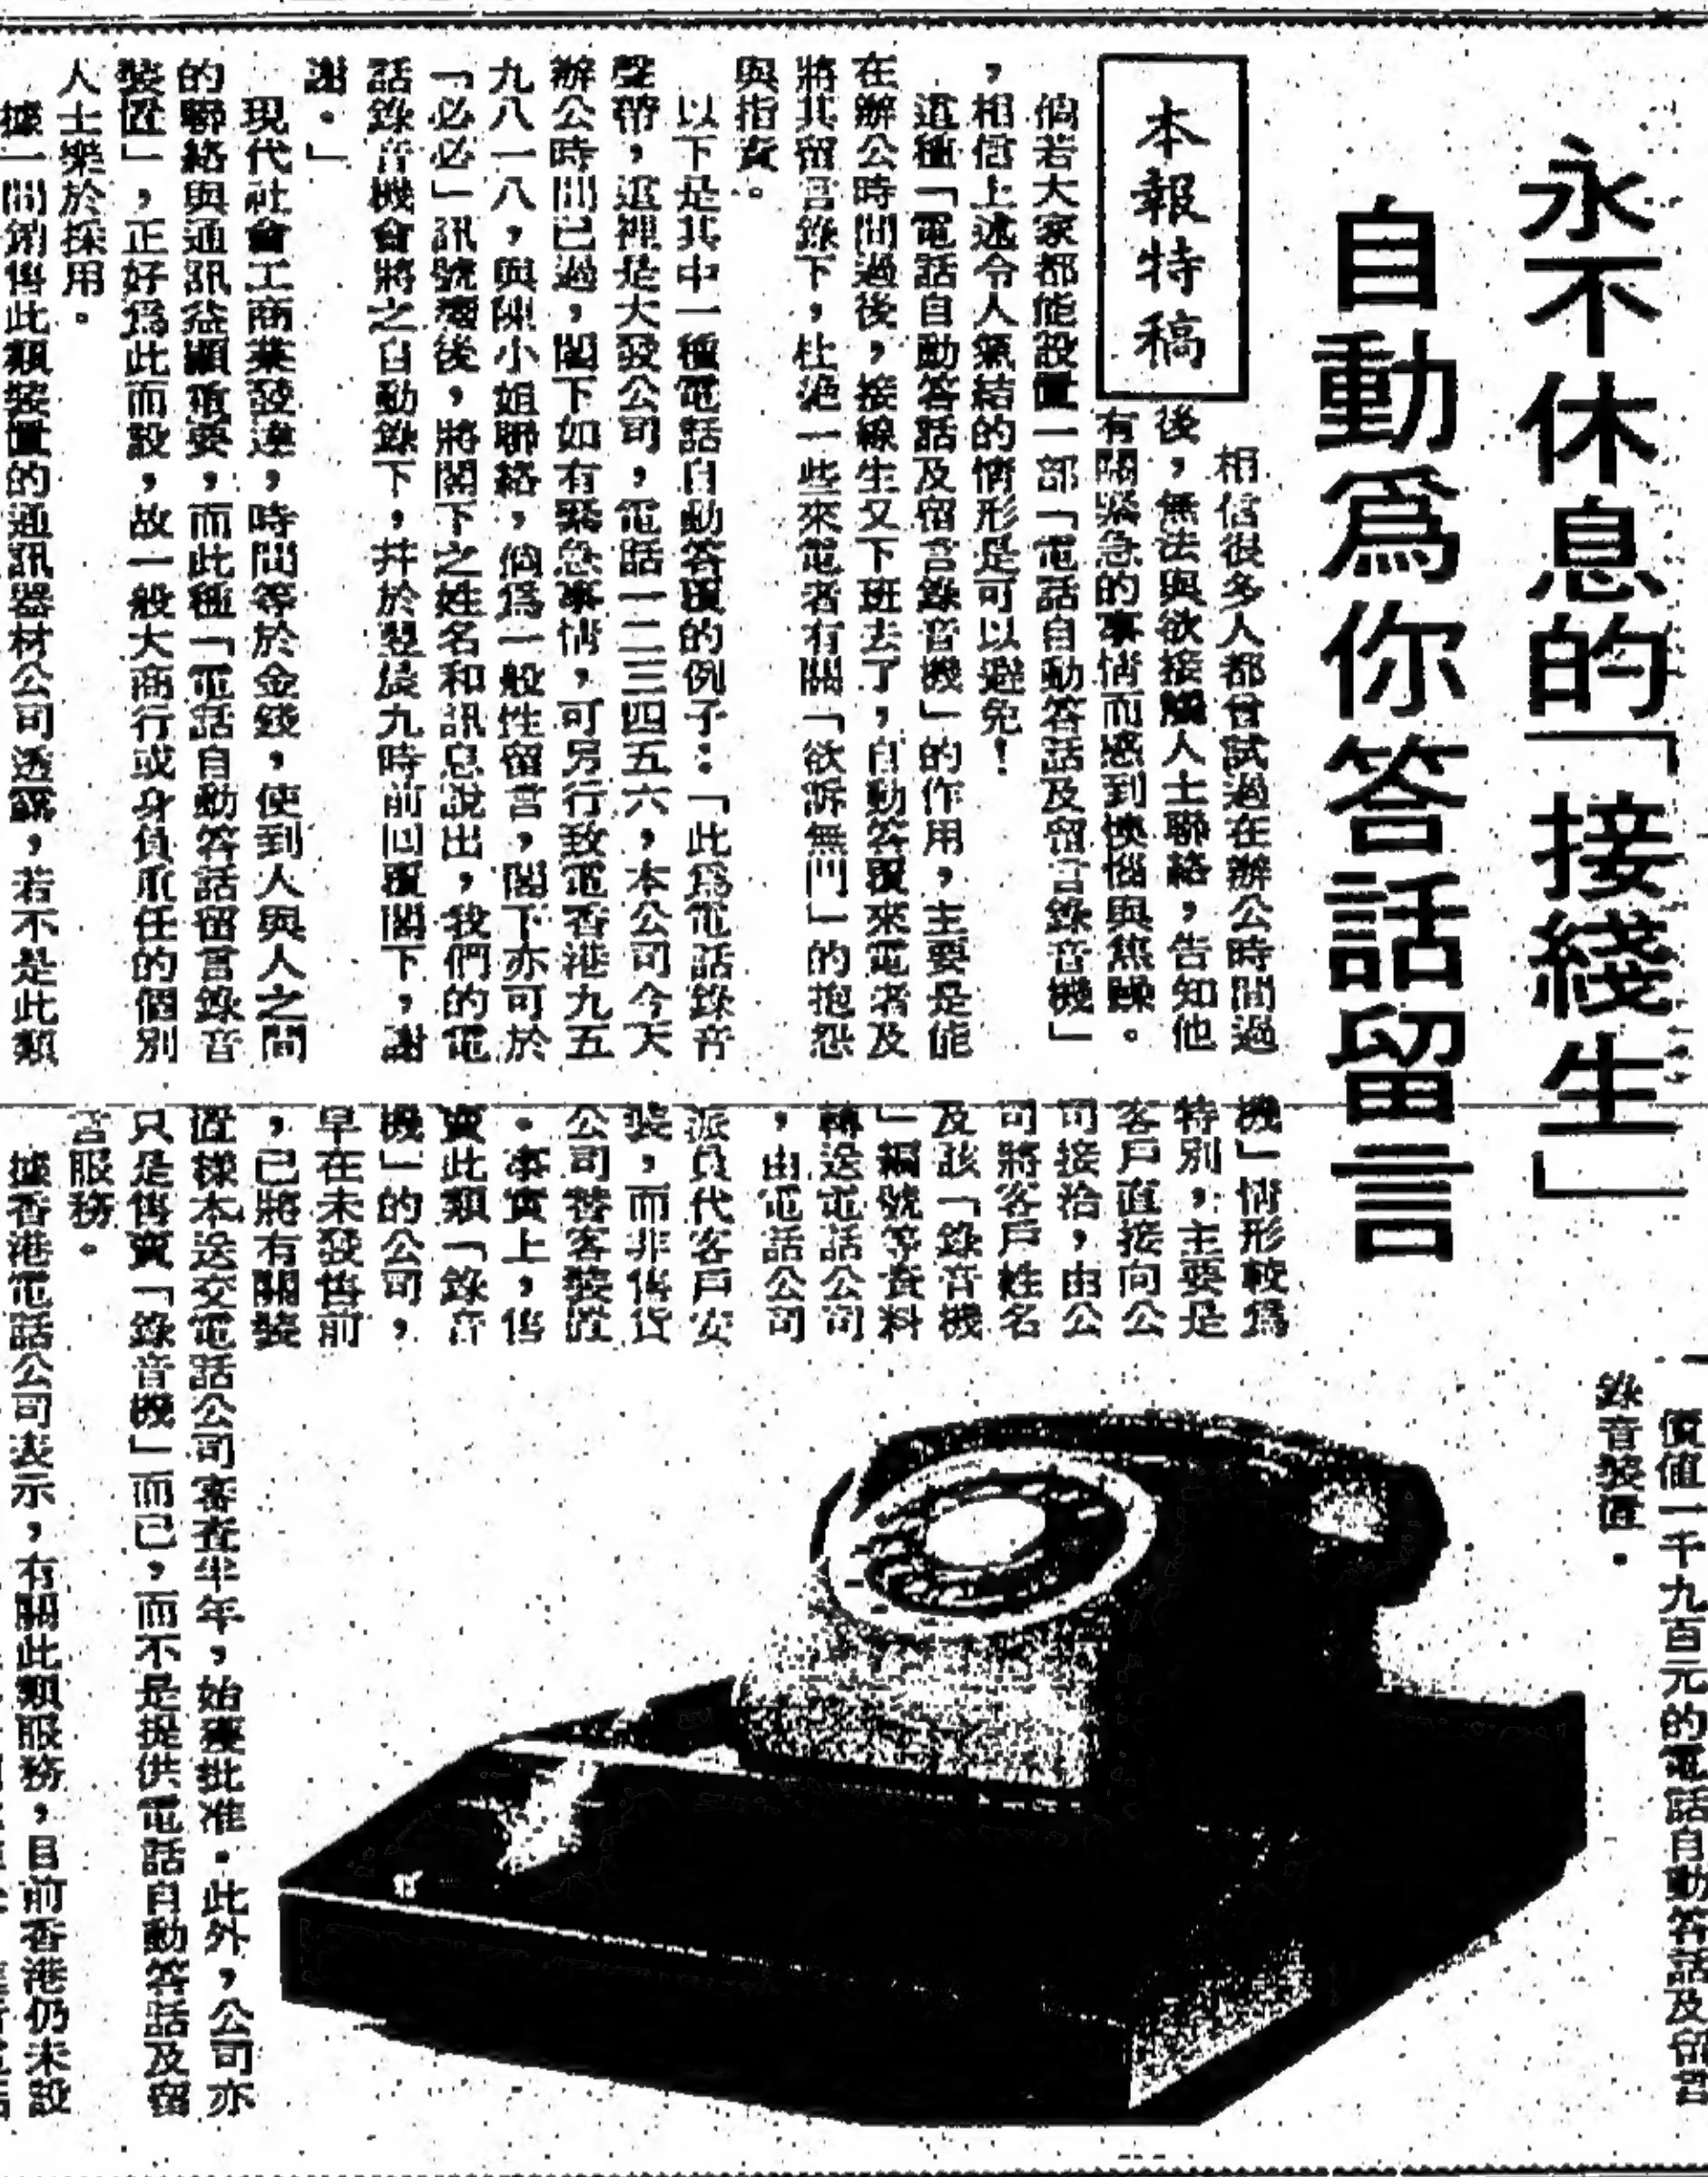 永不休息的「接綫生」
自動爲你答話留言
本報特稿
相信很多人都曾試過在辦公時間過
後，無法與欲接觸人士聯絡，告知他
有關緊急的事情而感到懊惱與焦躁。
倘若大家都能設置一部「電話自動答話及留言錄音機」
，相信上述令人氣結的情形是可以避免！
這種「電話自動答話及留言錄音機」的作用，主要是能
在辦公時間過後，接線生又下班去了，自動答覆來電者及
將其留言錄下，杜絶一些來電者有關「欲訴無門」的抱怨
與指責。
以下是其中一種電話自動答覆的例子：「此爲電話錄音
聲帶，這裡是大發公司，電話一二三四五六，本公司今天
辦公時間已過，閣下如有緊急事情，可另行致電香港九五
九八一八，與陳小姐聯絡，倘爲一般性留言，閣下亦可於
「必必」訊號響後，將閣下之姓名和訊息說出，我們的電
話錄音機會將之自動錄下，幷於翌晨九時前回覆閣下，謝
謝。」
現代社會工商業發達，時間等於金錢，使到人與人之間
的聯絡與通訊益顯重要，而此種「電話自動答話留言錄音
裝置」，正好爲此而設，故一般大商行或身負重任的個別
人士樂於採用。
據一間銷售此類裝置的通訊器材公司透露，若不是此類
機」情形較爲
特別，主要是
客戶直接向公
司接洽，由公
司將客戶姓名
及該「錄音機
」編號等資料
轉送電話公司
，由電話公司
派員代客戶安
裝，而非售貨
公司替客裝置
。事實上，售
賣此類「錄音
機」的公司，
早在未發售前
，已將有關裝
置樣本送交電話公司審查半年，始獲批准。此外，公司亦
只是售賣「錄音機」而已，而不是提供電話自動答話及留
言服務。
據香港電話公司表示，有關此類服務，目前香港仍未設
價值一千九百元的電話自動答話及留言
錄音裝置。